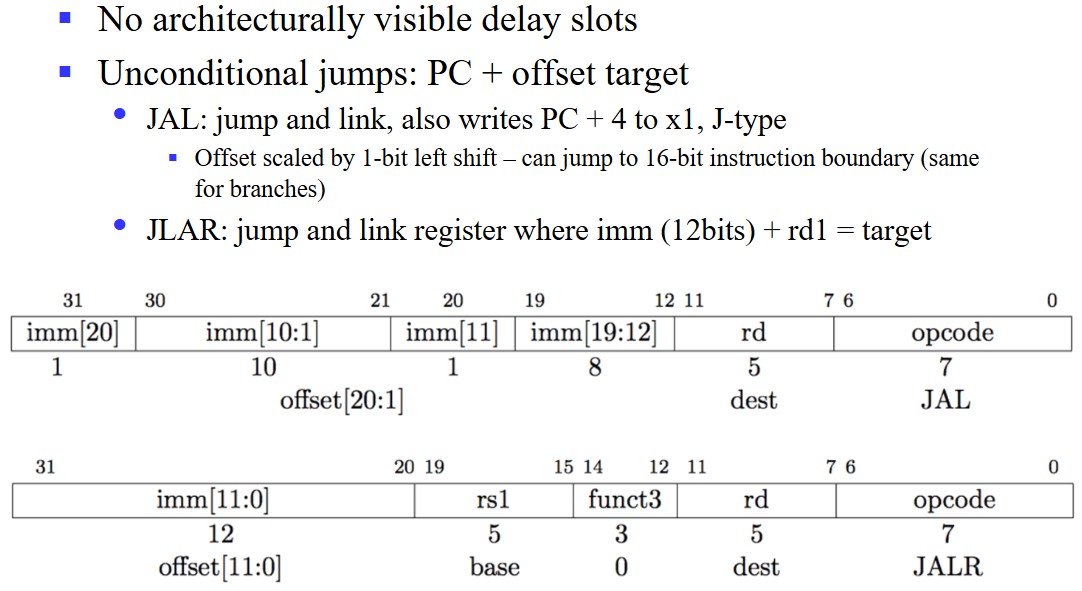 No architecturally visible delay slots
Unconditional jumps: PC + offset target
JAL: jump and link, also writes PC + 4 to x1, J-type
Offset scaled by 1-bit left shift – can jump to 16-bit instruction boundary (same
for branches)
JLAR: jump and link register where imm (12bits) + rd1 = target
31 30 21 20 19 12 11 7 6 0
imm[20] imm[10:1] imm[11] imm[19:12] rd opcode
1 10 1 8 5 7
offset[20:1] dest JAL
31 20 19 15 14 12 11 7 6 0
imm[11:0] rs1 funct3 rd opcode
12 5 3 5 7
offset[11:0] base 0 dest JALR